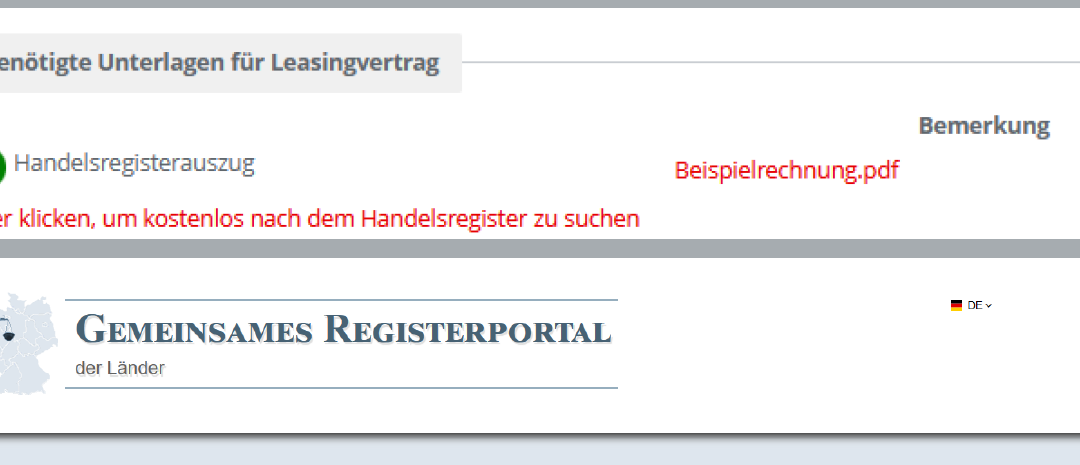 enötigte Unterlagen für Leasingvertrag
Bemerkung
Handelsregisterauszug
Beispielrechnung.pdf
er klicken, um kostenlos nach dem Handelsregister zu suchen
GEMEINSAMES REGISTERPORTAL
DE
der Länder